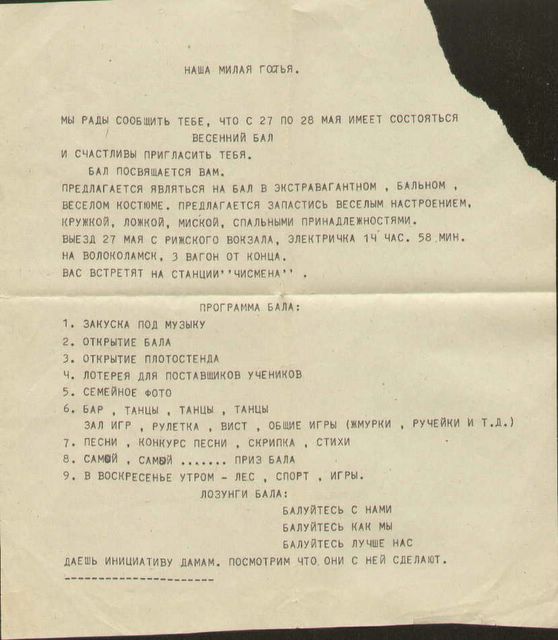 НАША МИЛАЯ ГОСТЬЯ.
МЫ РАДЫ СООБЩИТЬ ТЕБЕ, ЧТО С 27 ПО 28 МАЯ ИМЕЕТ СОСТОЯТЬСЯ
ВЕСЕННИЙ БАЛ
И СЧАСТЛИВЫ ПРИГЛАСИТЬ ТЕБЯ.
БАЛ ПОСВЯЩАЕТСЯ ВАМ.
ПРЕДЛАГАЕТСЯ ЯВЛЯТЬСЯ НА БАЛ В ЭКСТРАВАГАНТНОМ , БАЛЬНОМ ,
ВЕСЕЛОМ КОСТЮМЕ. ПРЕДЛАГАЕТСЯ ЗАПАСТИСЬ ВЕСЕЛЫМ НАСТРОЕНИЕМ,
КРУЖКОЙ, ЛОЖКОЙ, МИСКОЙ, СПАЛЬНЫМИ ПРИНАДЛЕЖНОСТЯМИ.
ВЫЕЗД 27 МАЯ С РИЖСКОГО ВОКЗАЛА, ЭЛЕКТРИЧКА 14 ЧАС. 58 МИН.
НА ВОЛОКОЛАМСК, 3 ВАГОН ОТ КОНЦА.
ВАС ВСТРЕТЯТ НА СТАНЦИИ''ЧИСМЕНА'' .
ПРОГРАММА БАЛА:
1. ЗАКУСКА ПОД МУЗЫКУ
2. ОТКРЫТИЕ БАЛА
3. ОТКРЫТИЕ ПЛОТОСТЕНДА
4. ЛОТЕРЕЯ ДЛЯ ПОСТАВЩИКОВ УЧЕНИКОВ
5. СЕМЕЙНОЕ ФОТО
6. БАР , ТАНЦЫ , ТАНЦЫ , ТАНЦЫ
ЗАЛ ИГР , РУЛЕТКА , ВИСТ , ОБЩИЕ ИГРЫ (ЖМУРКИ , РУЧЕЙКИ И Т.Д.)
7. ПЕСНИ , КОНКУРС ПЕСНИ , СКРИПКА , СТИХИ
8. САМЫЙ , САМЫЙ ....... ПРИЗ БАЛА
9. В ВОСКРЕСЕНЬЕ УТРОМ - ЛЕС , СПОРТ , ИГРЫ.
ЛОЗУНГИ БАЛА:
БАЛУЙТЕСЬ С НАМИ
БАЛУЙТЕСЬ КАК МЫ
БАЛУЙТЕСЬ ЛУЧШЕ НАС
ДАЕШЬ ИНИЦИАТИВУ ДАМАМ. ПОСМОТРИМ ЧТО ОНИ С НЕЙ СДЕЛАЮТ.